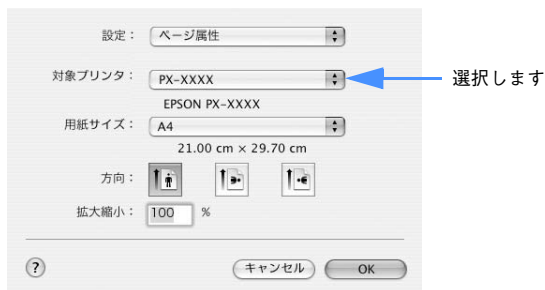 設定： ページ属性
対象プリンタ： PX-XXXX 選択します
EPSON PX-XXXX
用紙サイズ： A4
21.00 cm × 29.70 cm
方向：
拡大縮小： 100 %
? キャンセル OK